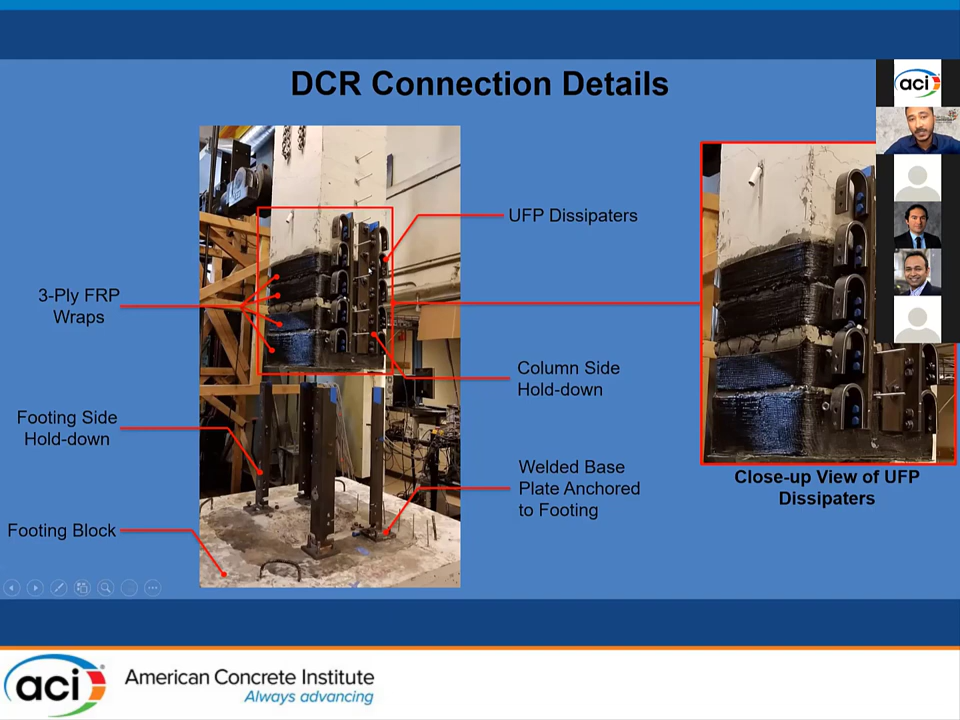 DCR Connection Details
aci
UFP Dissipaters
3-Ply FRP
Wraps
Column Side
Hold-down
Footing Side
Hold-down
Welded Base
Plate Anchored
to Footing
Close-up View of UFP
Dissipaters
Footing Block
aci
American Concrete Institute
Always advancing